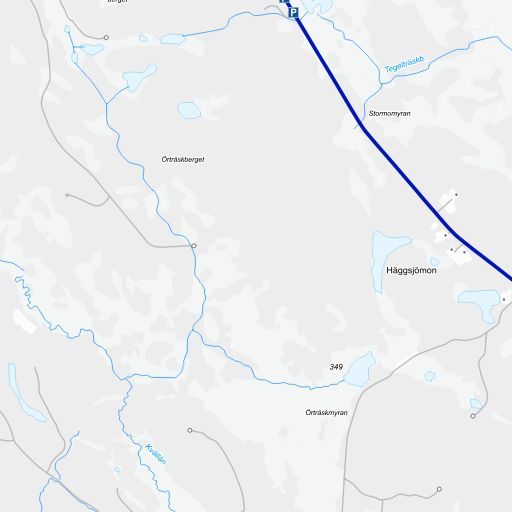 berget
P
Tegelträskb
Stormomyran
Örträskberget
Häggsjömon
349
Örträskmyran
Kvällån